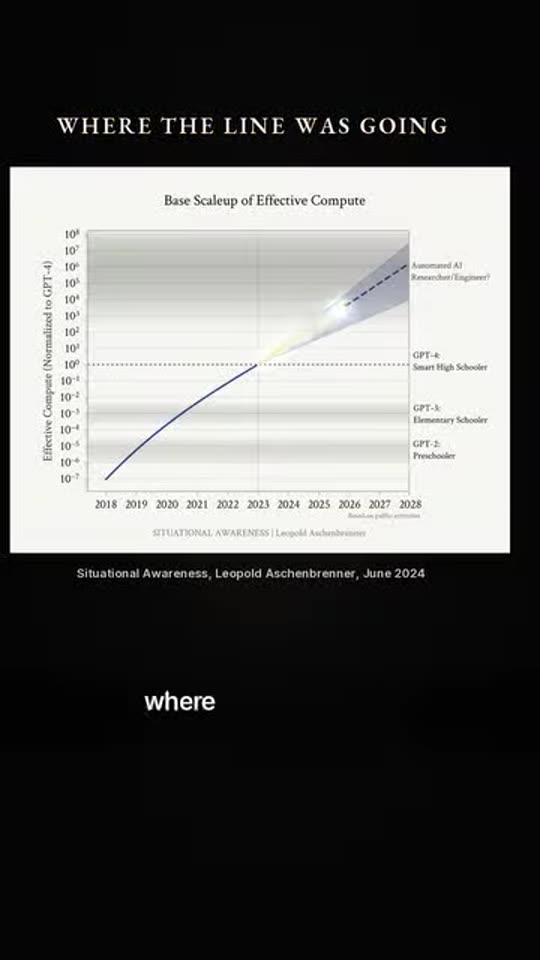 WHERE THE LINE WAS GOING
Base Scaleup of Effective Compute
Effective Compute (Normalized to GPT-4)
10⁸
10⁷
10⁶
10⁵
10⁴
10³
10²
10¹
10⁰
10⁻¹
10⁻²
10⁻³
10⁻⁴
10⁻⁵
10⁻⁶
10⁻⁷
Automated AI
Researcher/Engineer?
GPT-4:
Smart High Schooler
GPT-3:
Elementary Schooler
GPT-2:
Preschooler
2018 2019 2020 2021 2022 2023 2024 2025 2026 2027 2028
Based on public estimates
SITUATIONAL AWARENESS | Leopold Aschenbrenner
Situational Awareness, Leopold Aschenbrenner, June 2024
where